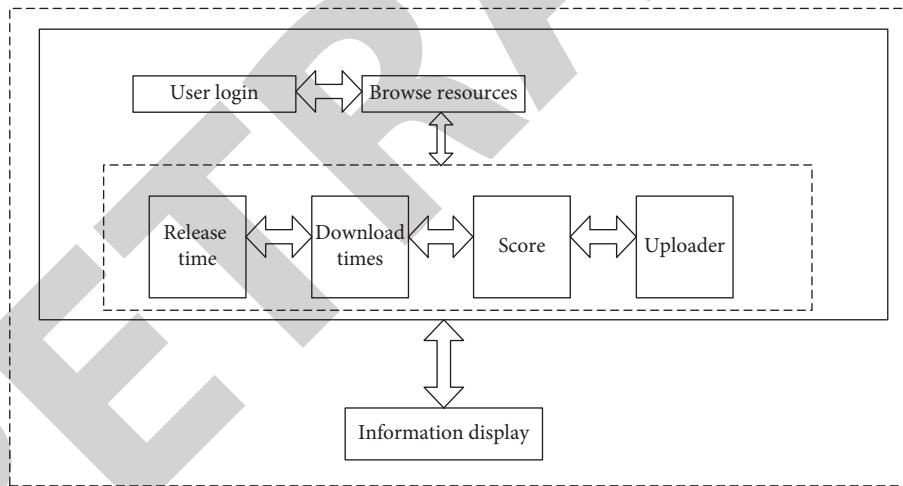 User login
Browse resources
Release
time
Download
times
Score
Uploader
Information display